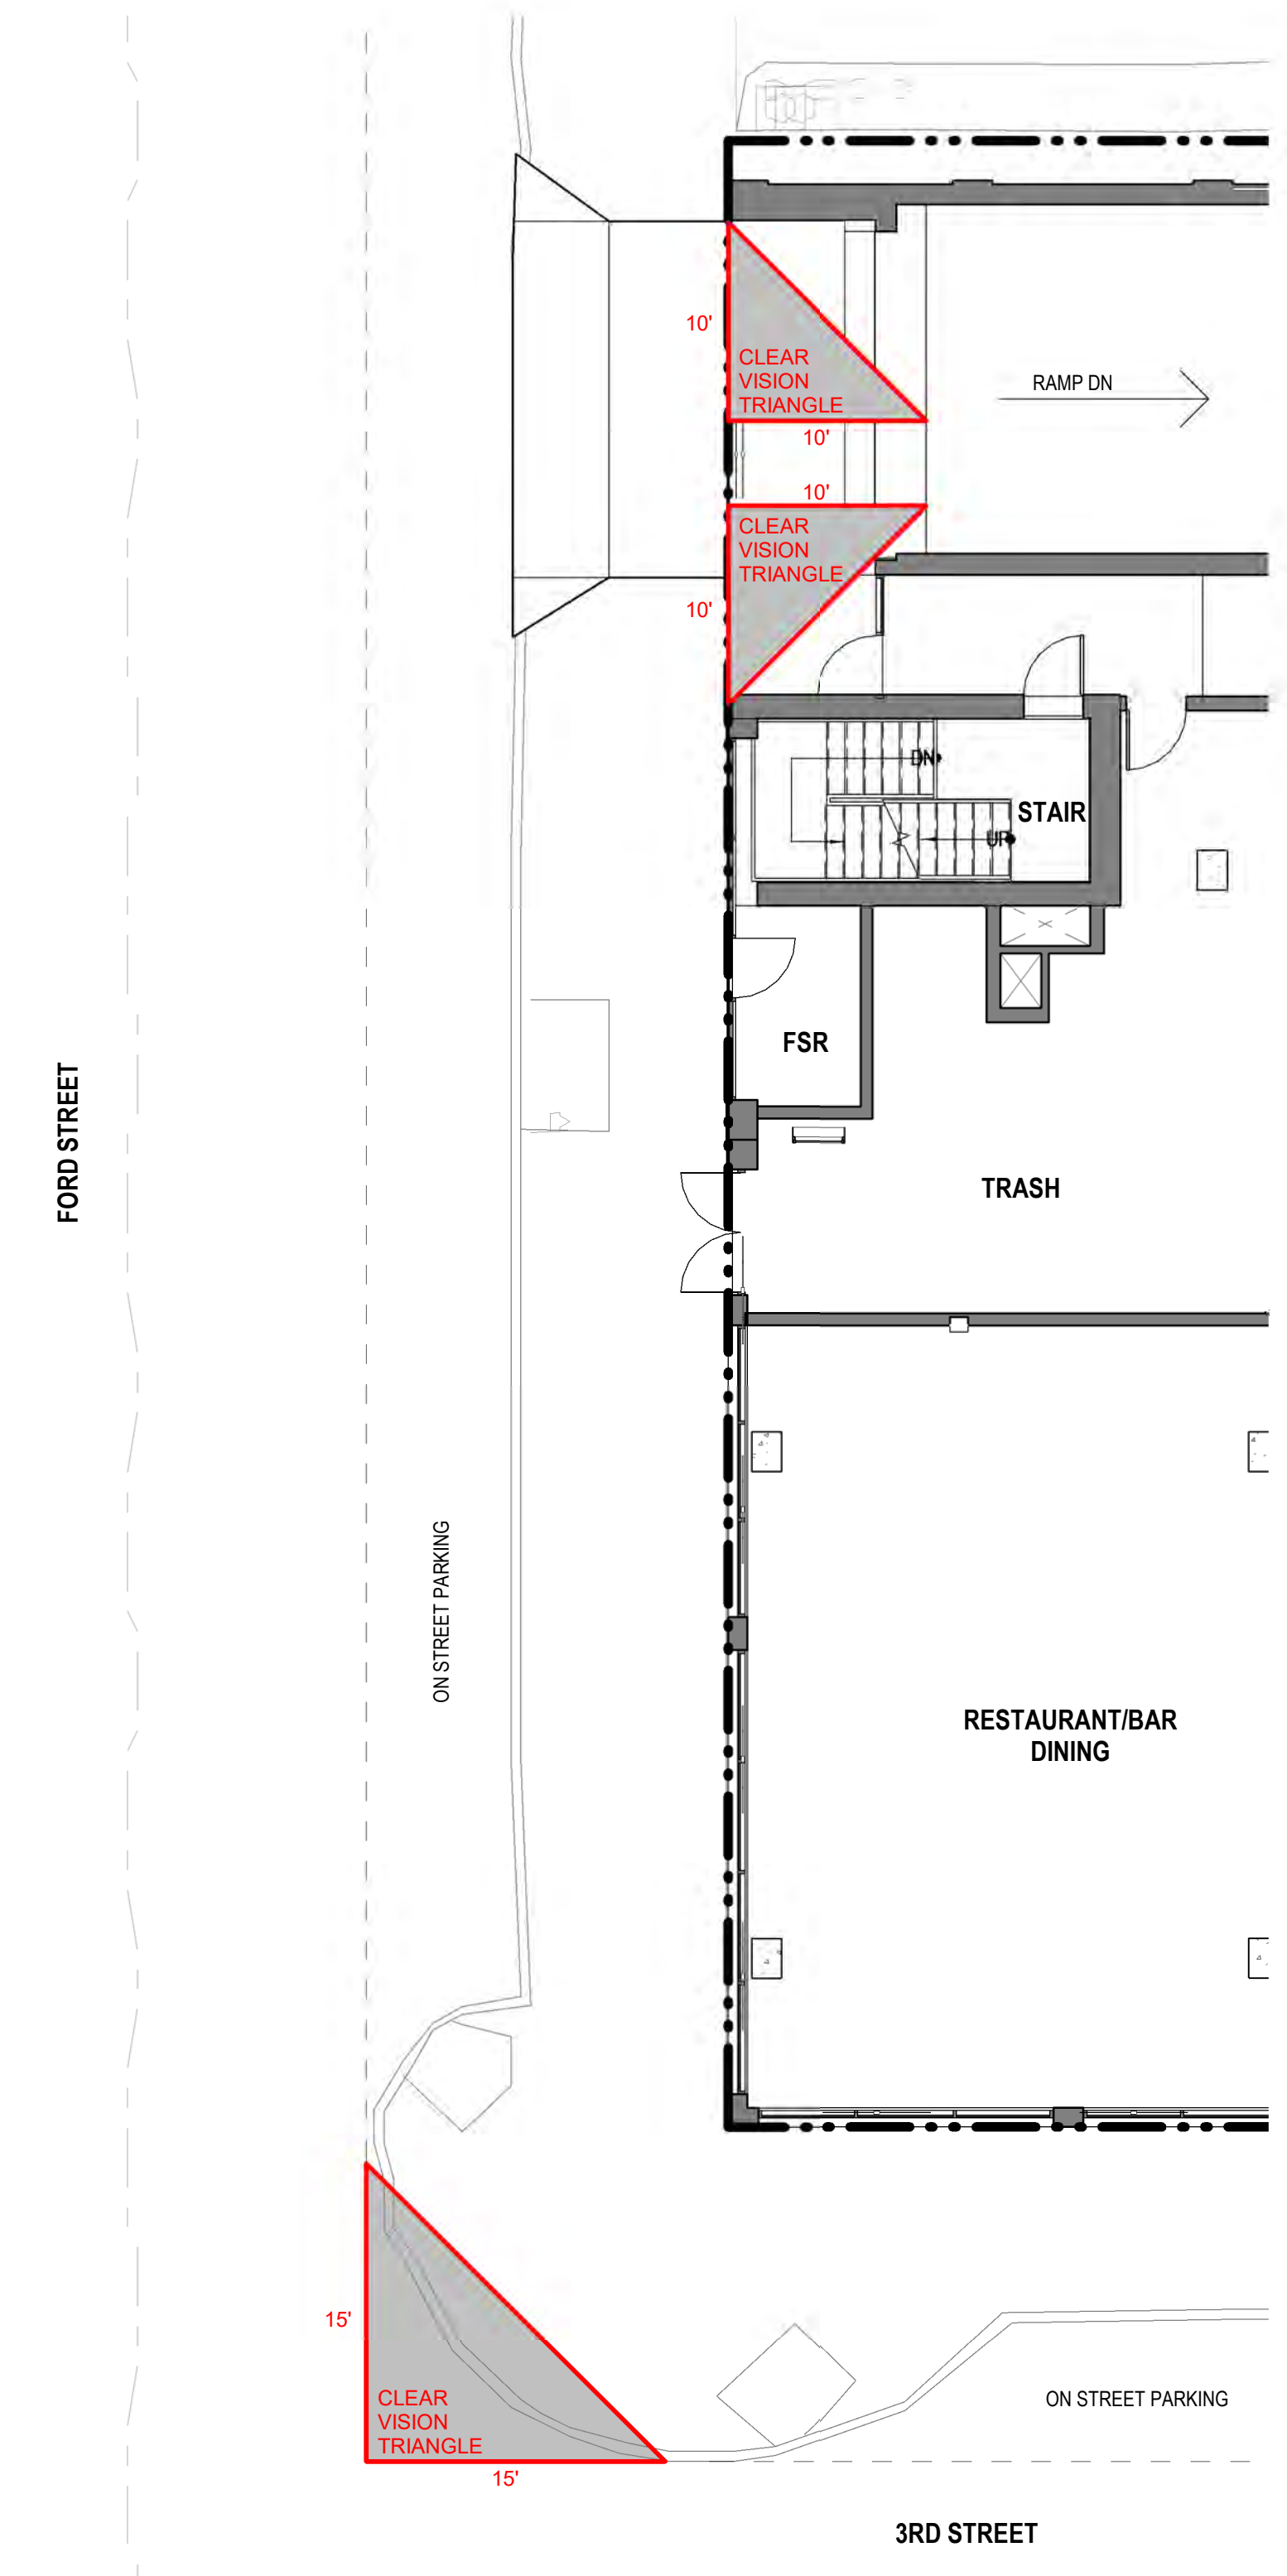 10'
CLEAR
VISION
TRIANGLE
10'
RAMP DN
10'
CLEAR
VISION
TRIANGLE
10'
DN
STAIR
UP
FSR
FORD STREET
TRASH
ON STREET PARKING
RESTAURANT/BAR
DINING
15'
CLEAR
VISION
TRIANGLE
15'
ON STREET PARKING
3RD STREET